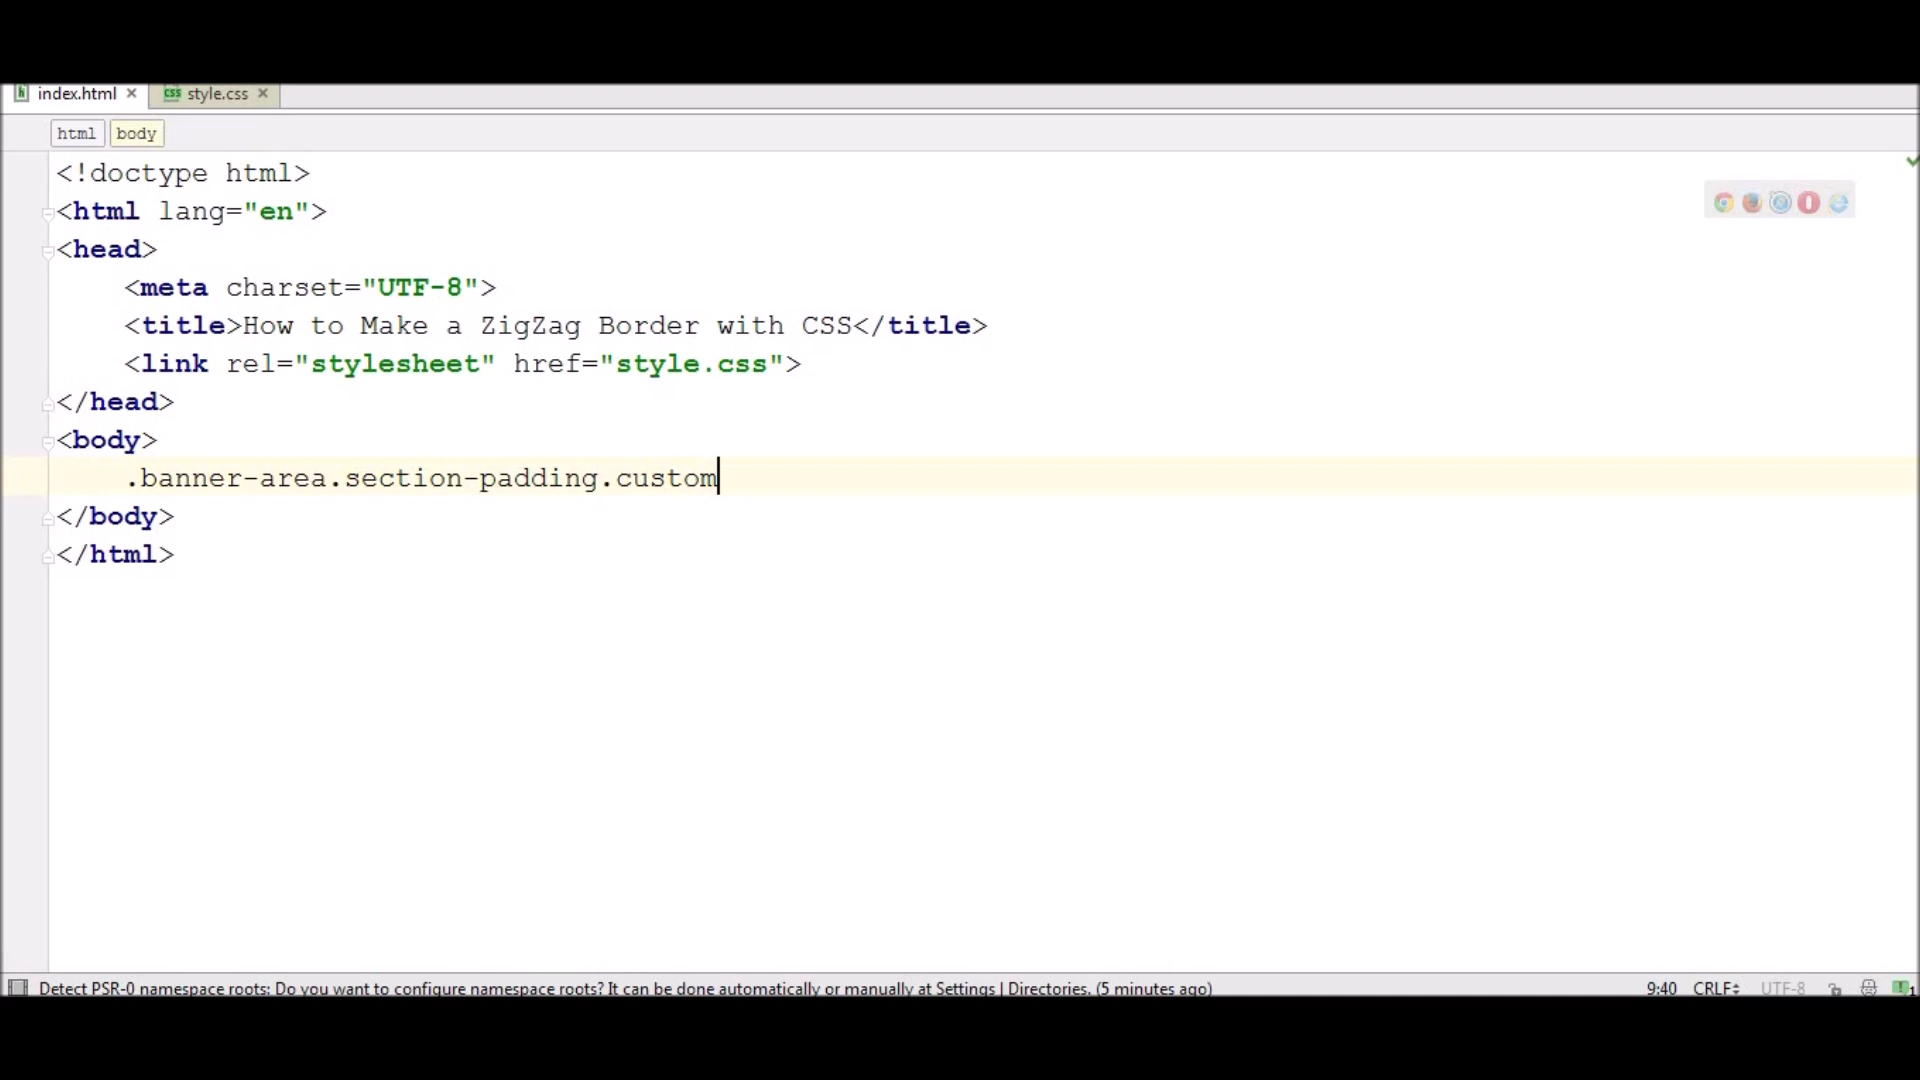 index.html
style.css
html body
<!doctype html>
<html lang="en">
<head>
<meta charset="UTF-8">
<title>How to Make a ZigZag Border with CSS</title>
<link rel="stylesheet" href="style.css">
</head>
<body>
.banner-area.section-padding.custom
</body>
</html>
Detect PSR-0 namespace roots: Do you want to configure namespace roots? It can be done automatically or manually at Settings | Directories. (5 minutes ago) 9:40 CRLF UTF-8 1